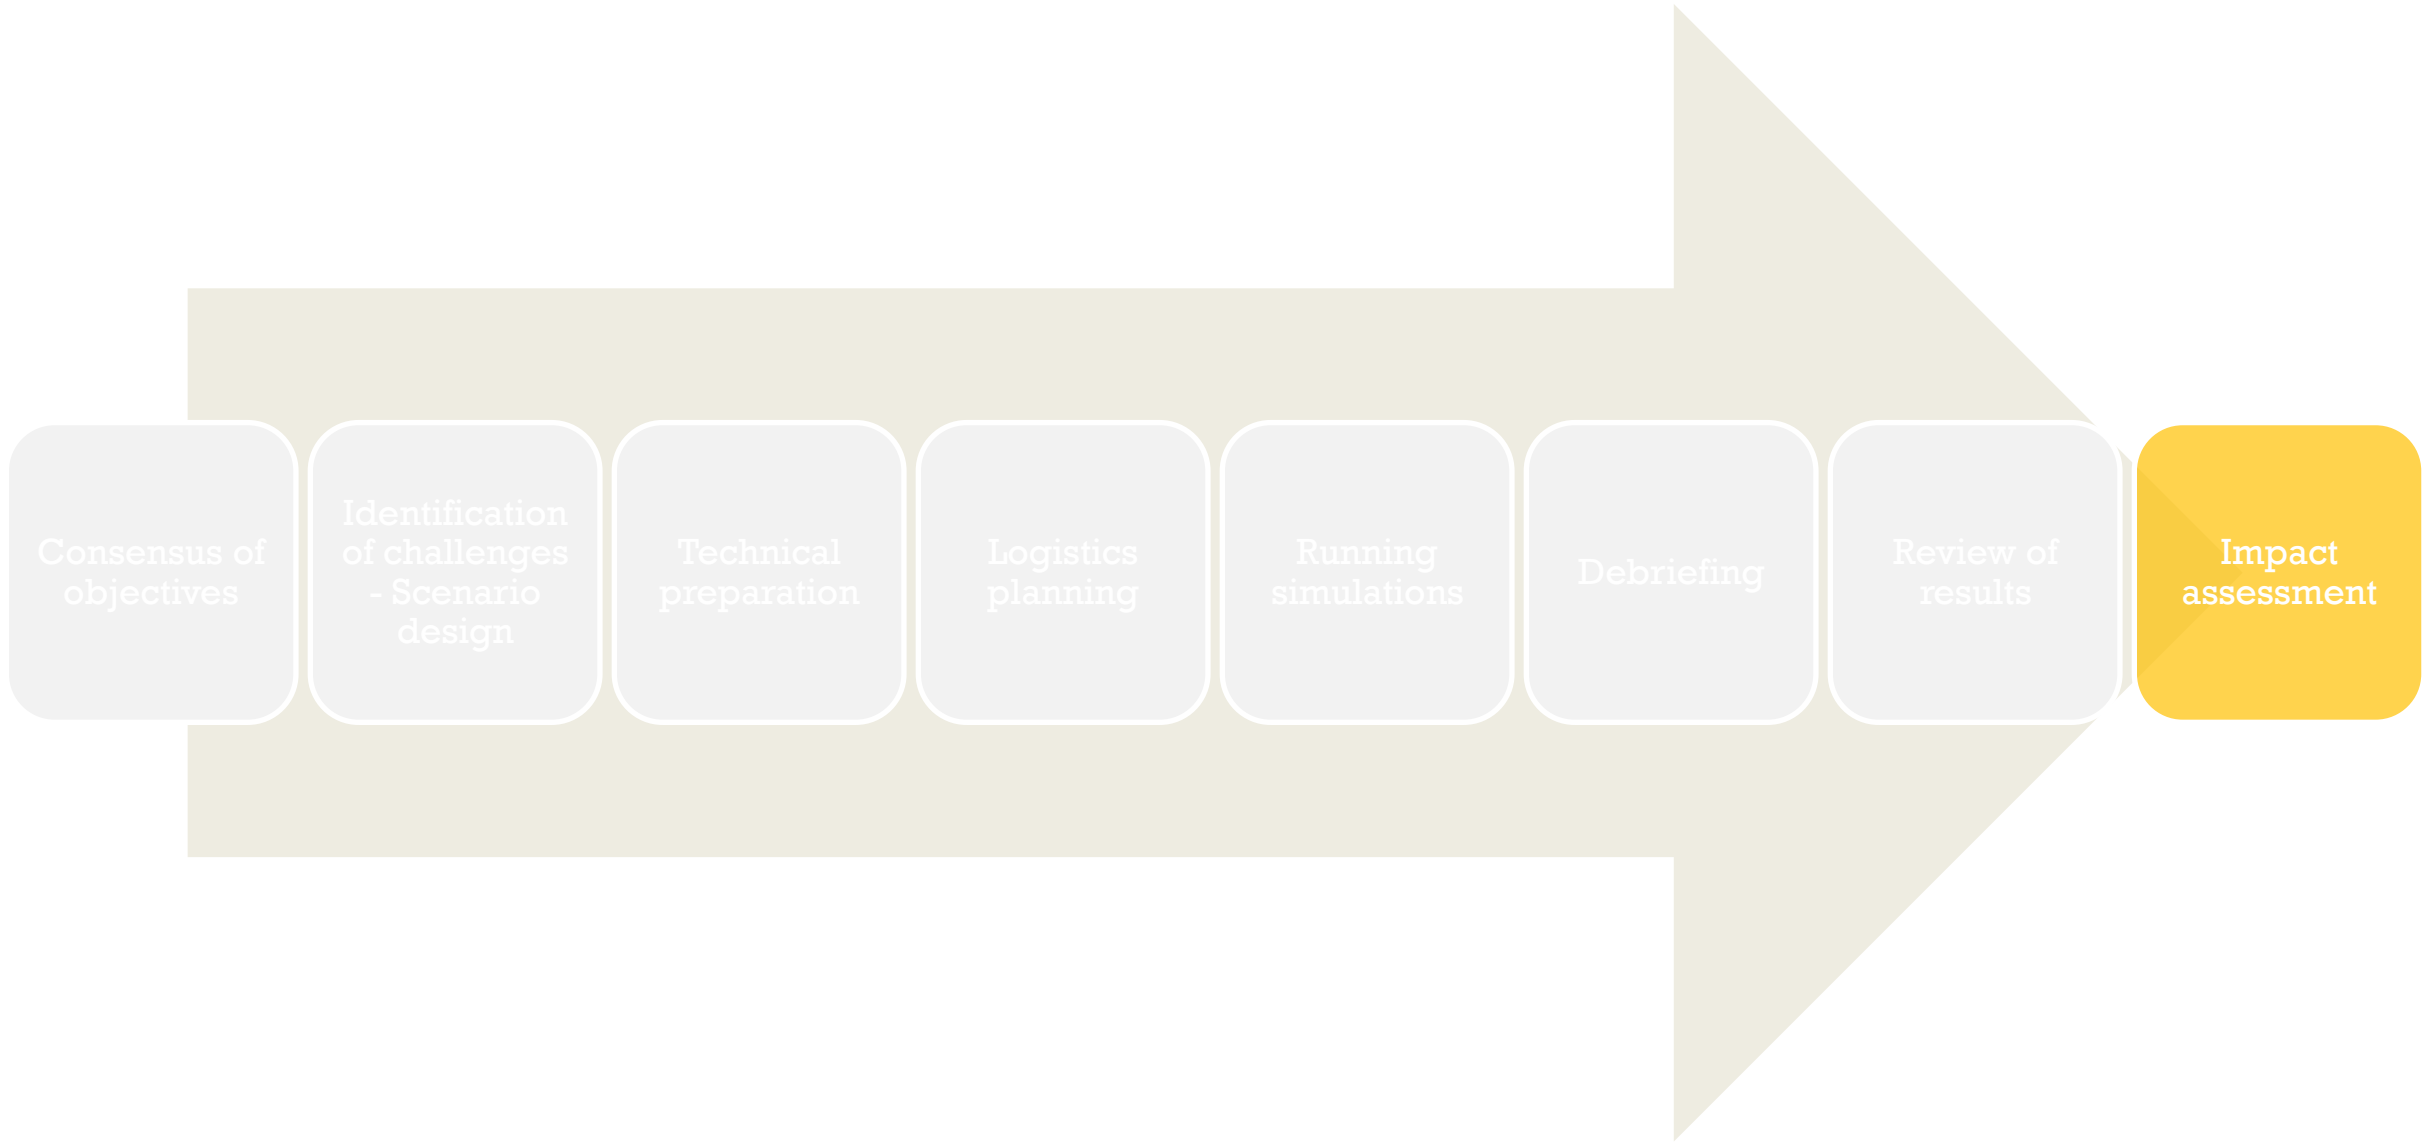 Consensus of
objectives
Identification
of challenges
- Scenario
design
Technical
preparation
Logistics
planning
Running
simulations
Debriefing
Review of
results
Impact
assessment